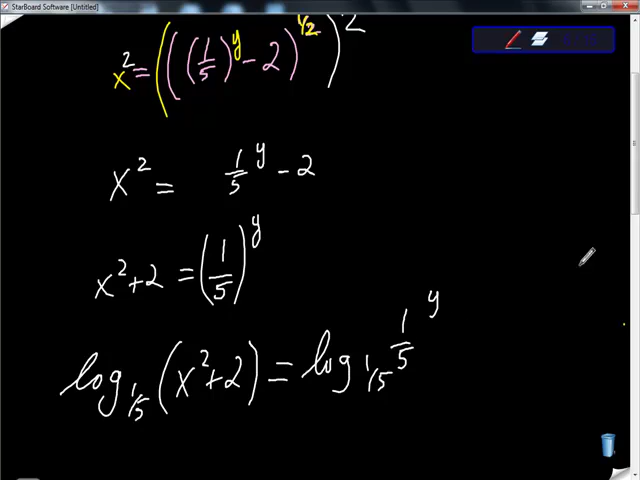 StarBoard Software [Untitled]
x² = (((1/5)^y - 2)^1/2)²
x² = 1/5^y - 2
x² + 2 = (1/5)^y
log_1/5 (x² + 2) = log_1/5 1/5^y